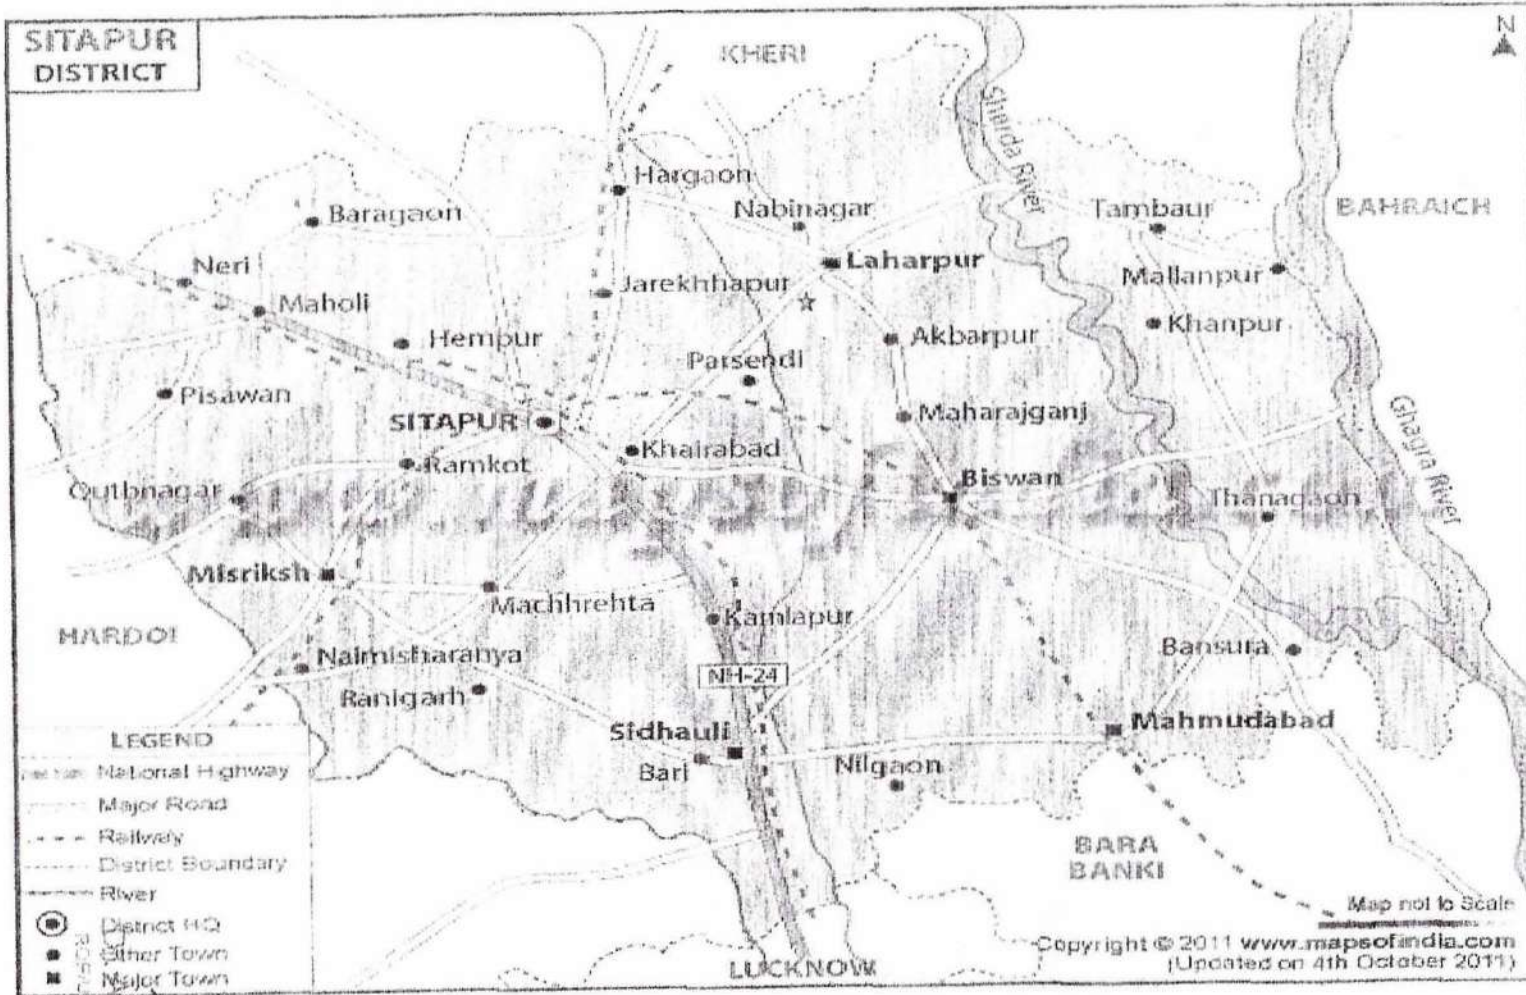 SITAPUR
DISTRICT
KHERI
N
Sharda River
Hargaon
Baragaon
Nabinagar
Tambaur
BAHRAICH
Neri
Laharpur
Mallanpur
Maholi
Jarekhhapur
Hempur
Akbarpur
Khanpur
Parsendi
Pisawan
SITAPUR
Maharajganj
Ghagra River
Khairabad
Ramkot
Biswan
Qutbnagar
Thanagaon
Misriksh
Machhrehta
Kamlapur
HARDOI
Naimisharanya
Bansura
NH-24
Ranigarh
Sidhauli
Mahmudabad
Bari
Nilgaon
LEGEND
National Highway
Major Road
Railway
District Boundary
River
District HQ
Other Town
Major Town
BARA
BANKI
LUCKNOW
Map not to Scale
Copyright © 2011 www.mapsofindia.com
(Updated on 4th October 2011)